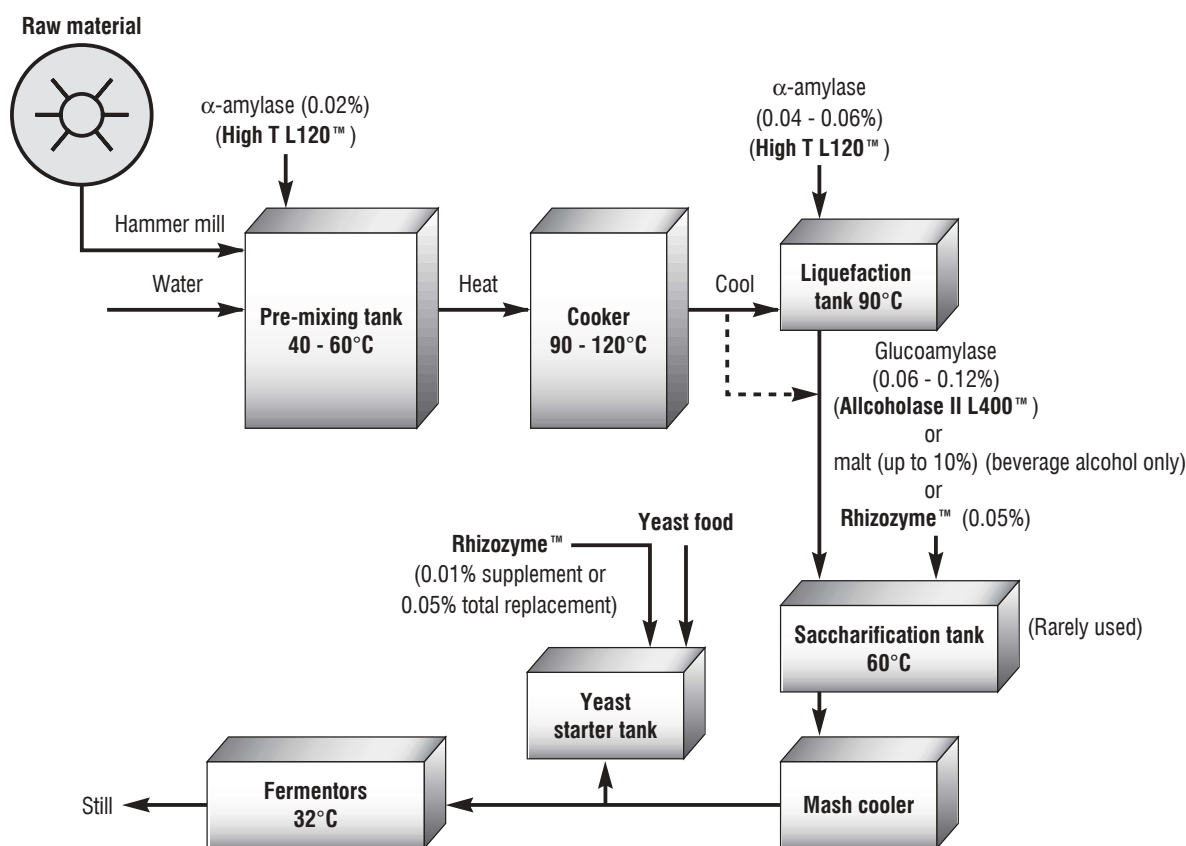 Raw material
α-amylase (0.02%)
(High T L120™ )
α-amylase
(0.04 - 0.06%)
(High T L120™ )
Hammer mill
Water
Pre-mixing tank
40 - 60°C
Heat
Cooker
90 - 120°C
Cool
Liquefaction
tank 90°C
Glucoamylase
(0.06 - 0.12%)
(Allcoholase II L400™ )
or
malt (up to 10%) (beverage alcohol only)
or
Rhizozyme™ (0.05%)
Rhizozyme™
(0.01% supplement or
0.05% total replacement)
Yeast food
Saccharification tank
60°C
(Rarely used)
Yeast
starter tank
Still
Fermentors
32°C
Mash cooler